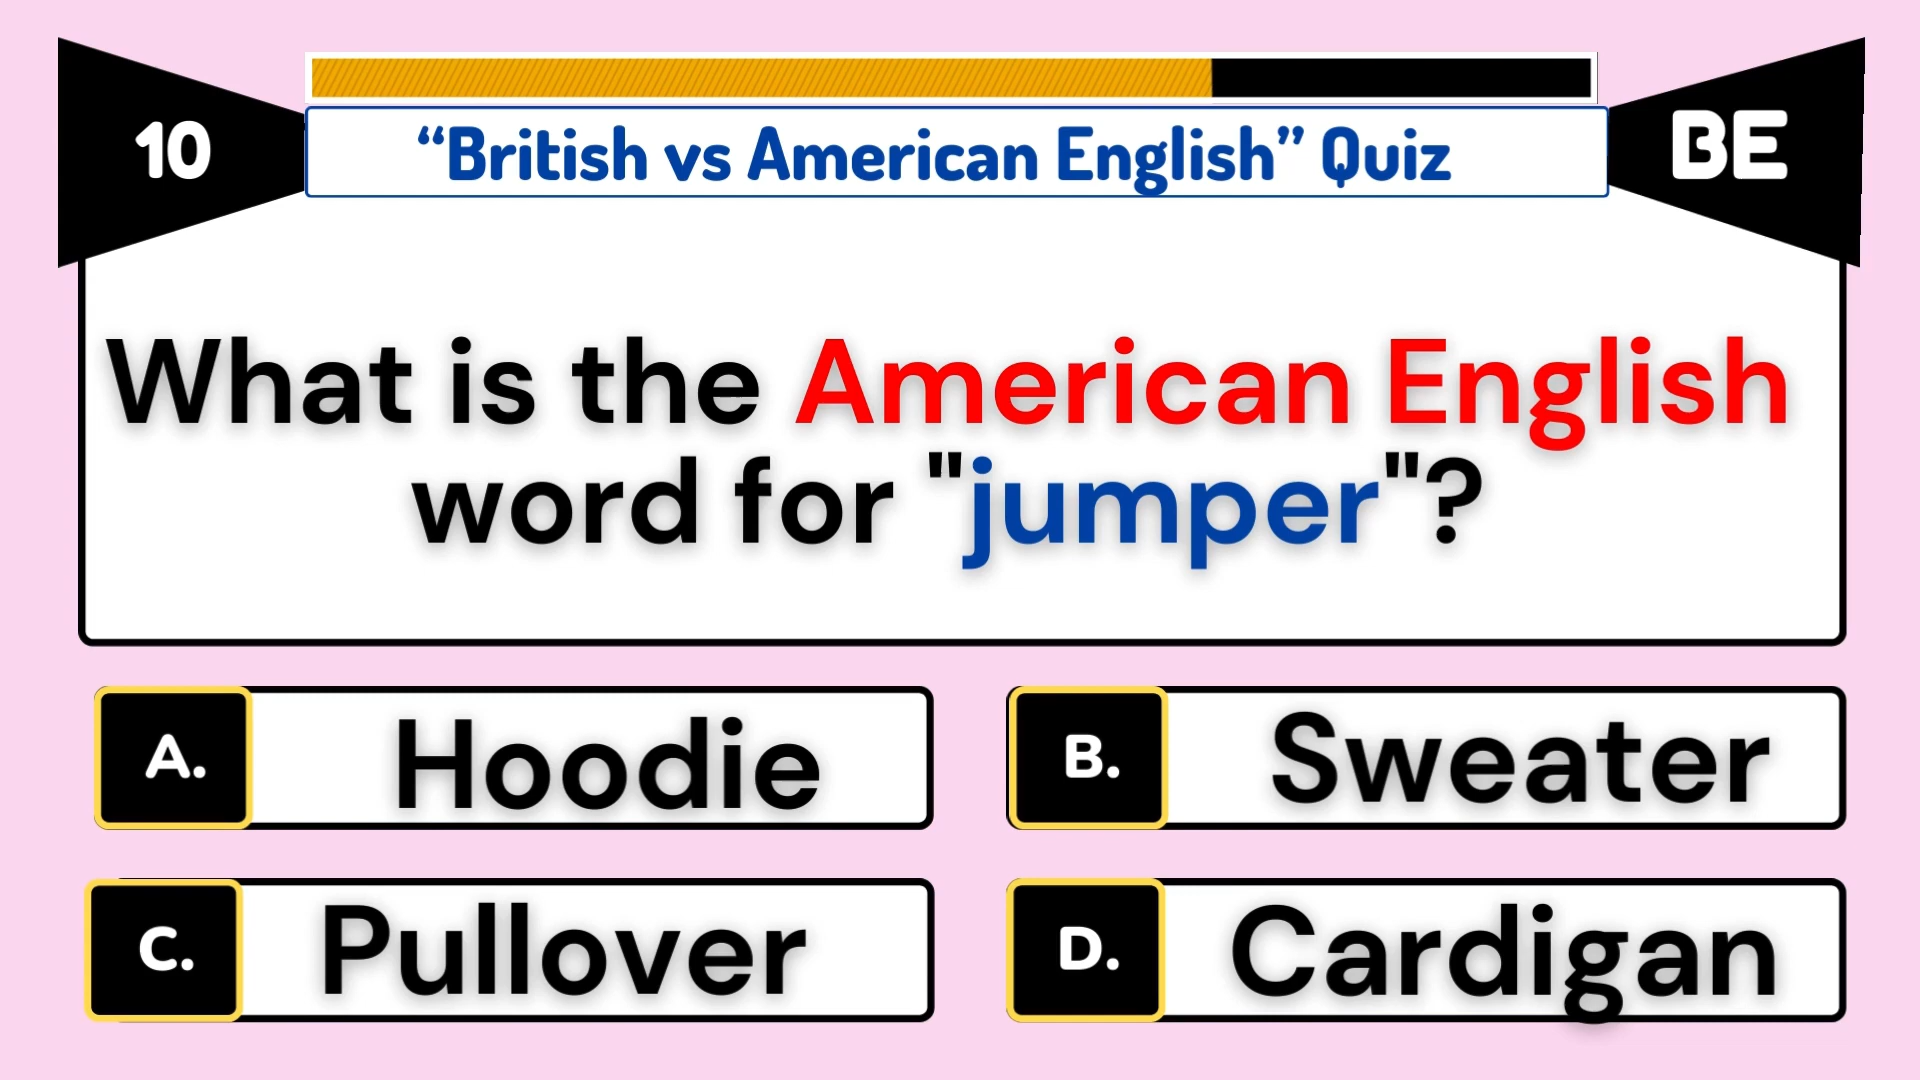 10
“British vs American English” Quiz
BE
What is the American English
word for "jumper"?
A.
Hoodie
B.
Sweater
C.
Pullover
D.
Cardigan